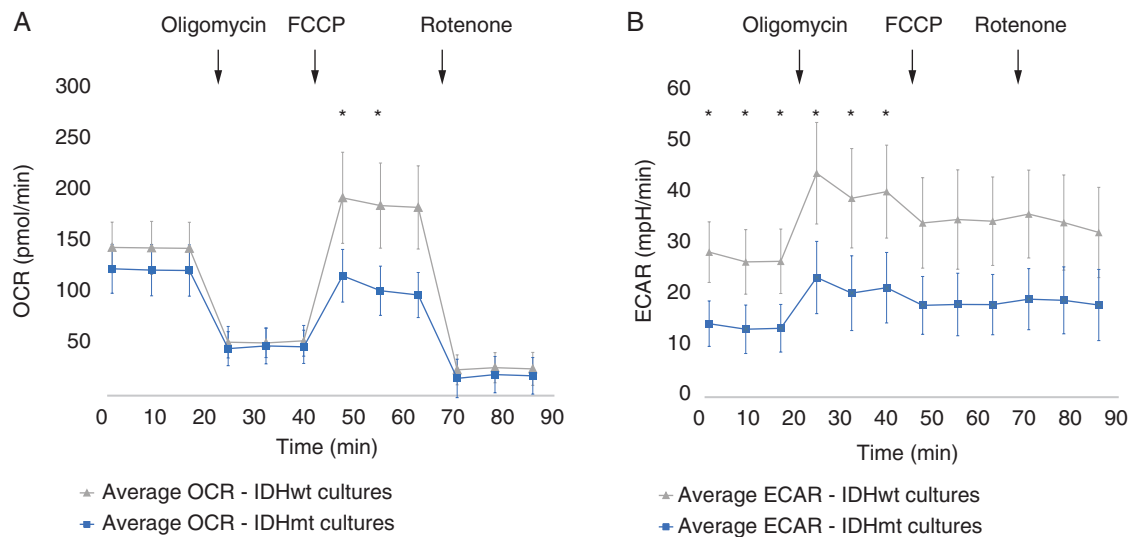 A
Oligomycin FCCP Rotenone
300
250
200
150
100
50
OCR (pmol/min)
* *
0 10 20 30 40 50 60 70 80 90
Time (min)
Average OCR - IDHwt cultures
Average OCR - IDHmt cultures
B
Oligomycin FCCP Rotenone
60
50
40
30
20
10
0
ECAR (mpH/min)
* * * * * *
0 10 20 30 40 50 60 70 80 90 100
Time (min)
Average ECAR - IDHwt cultures
Average ECAR - IDHmt cultures